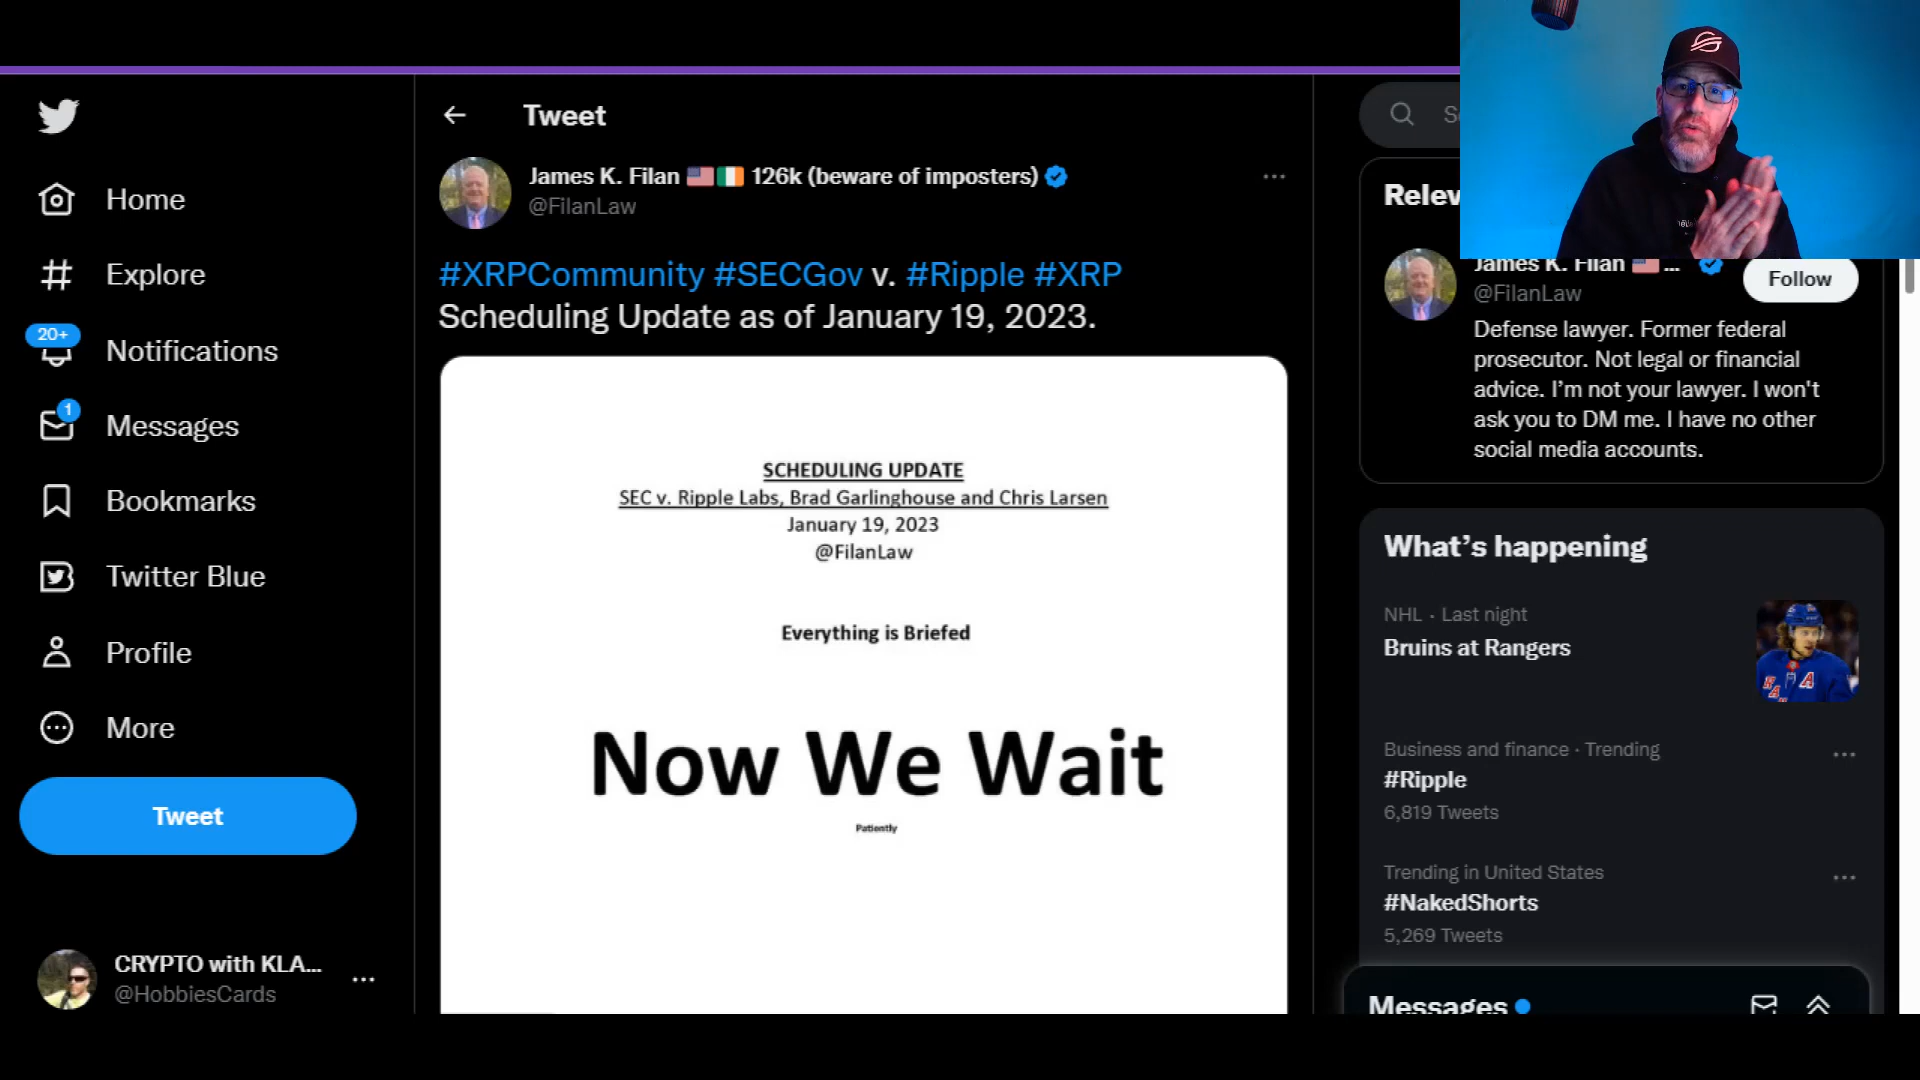 Home
Explore
20+
Notifications
1
Messages
Bookmarks
Twitter Blue
Profile
More
Tweet
CRYPTO with KLA...
@HobbiesCards
Tweet
James K. Filan 🇺🇸🇮🇪 126k (beware of imposters)
@FilanLaw
#XRPCommunity #SECGov v. #Ripple #XRP
Scheduling Update as of January 19, 2023.
SCHEDULING UPDATE
SEC v. Ripple Labs, Brad Garlinghouse and Chris Larsen
January 19, 2023
@FilanLaw
Everything is Briefed
Now We Wait
Patiently
James K. Filan 🇺🇸 ...
@FilanLaw
Follow
Defense lawyer. Former federal
prosecutor. Not legal or financial
advice. I'm not your lawyer. I won't
ask you to DM me. I have no other
social media accounts.
What's happening
NHL · Last night
Bruins at Rangers
Business and finance · Trending
#Ripple
6,819 Tweets
Trending in United States
#NakedShorts
5,269 Tweets
Messages